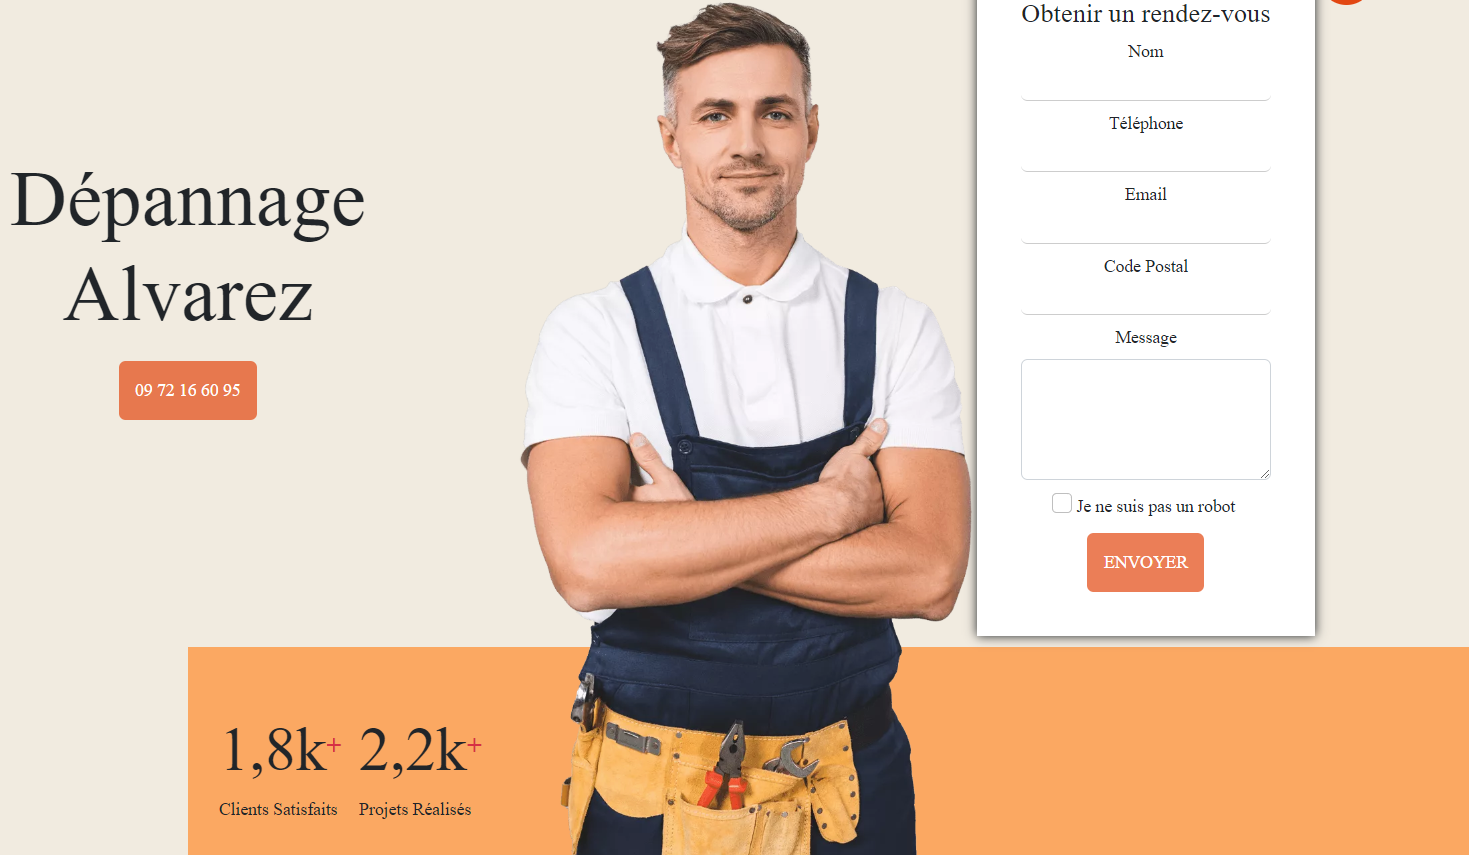 Dépannage
Alvarez
09 72 16 60 95
Obtenir un rendez-vous
Nom
Téléphone
Email
Code Postal
Message
Je ne suis pas un robot
ENVOYER
1,8k+ 2,2k+
Clients Satisfaits Projets Réalisés